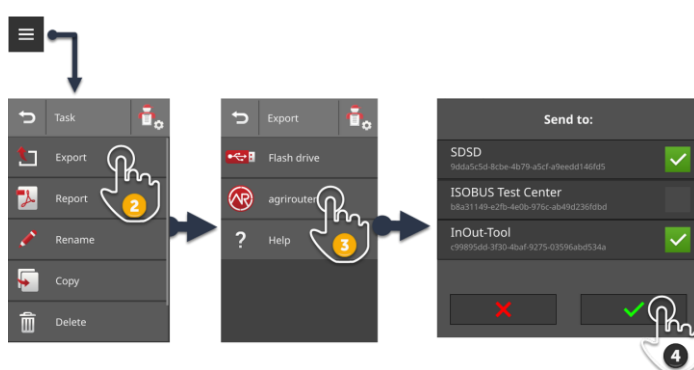 Task
Export
Report
Rename
Copy
Delete
2
Export
Flash drive
agrirouter
? Help
3
Send to:
SDSD
9dda5c5d-8cbe-4b79-a5cf-a9eedd146fd5
ISOBUS Test Center
b8a31149-e2fb-4e0b-976c-ab49d236fdbd
InOut-Tool
c99895dd-3f30-4baf-9275-03596abd534a
4